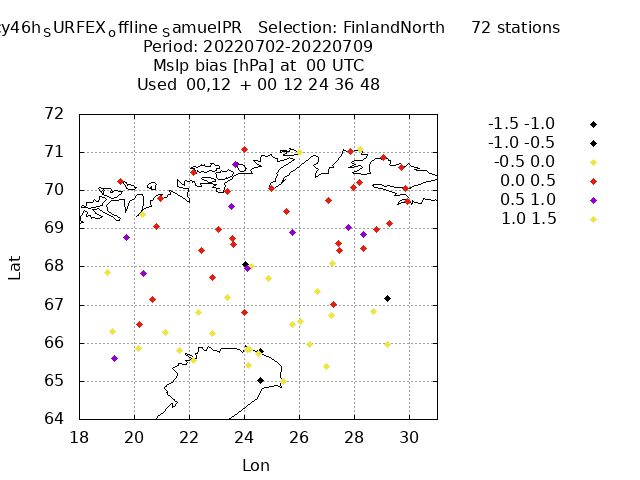 cy46h_SURFEX_offline_SamuelPR Selection: FinlandNorth 72 stations
Period: 20220702-20220709
Mslp bias [hPa] at 00 UTC
Used 00,12 + 00 12 24 36 48
-1.5 -1.0
-1.0 -0.5
-0.5 0.0
0.0 0.5
0.5 1.0
1.0 1.5
72
71
70
69
68
67
66
65
64
Lat
18 20 22 24 26 28 30
Lon